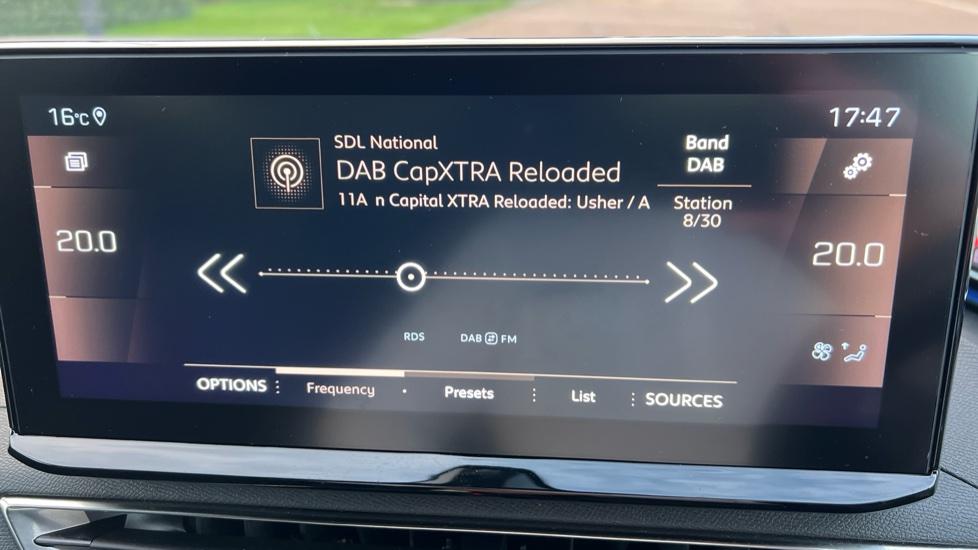 16°C
17:47
SDL National
DAB CapXTRA Reloaded
11A n Capital XTRA Reloaded: Usher / A
Band
DAB
Station
8/30
20.0
20.0
RDS
DAB FM
OPTIONS
Frequency
Presets
List
SOURCES